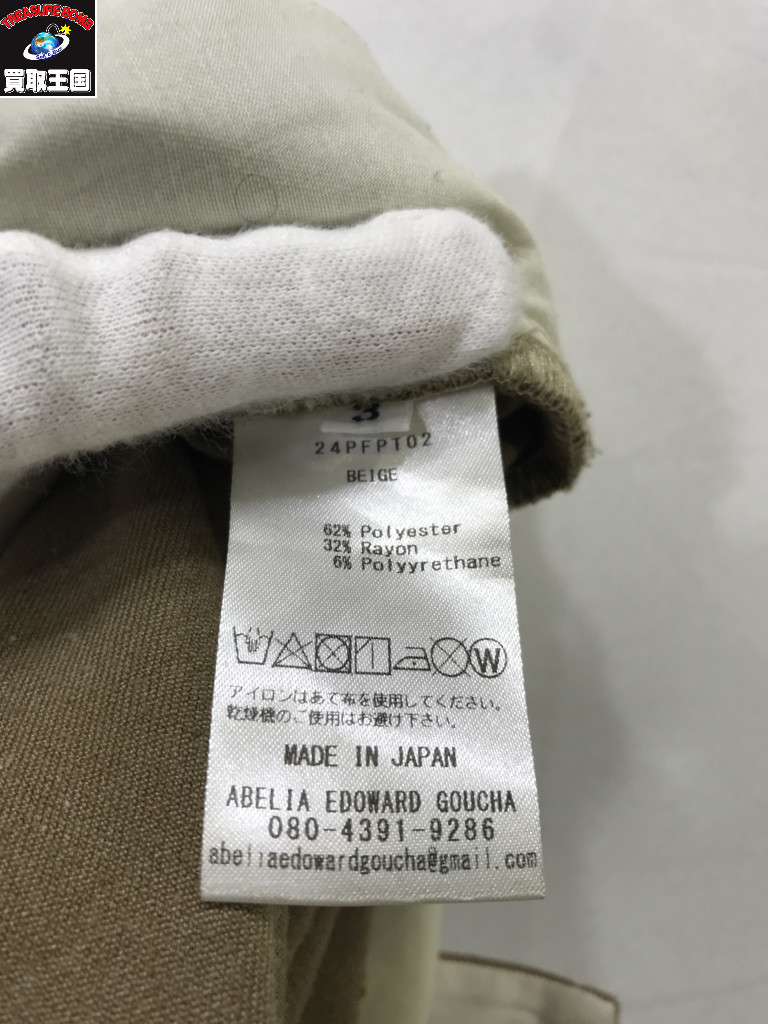 TREASURE BOMB
買取王国
3
24PFPT02
BEIGE
62% Polyester
32% Rayon
6% Polyyrethane
W
アイロンはあて布を使用してください。
乾燥機のご使用はお避け下さい。
MADE IN JAPAN
ABELIA EDOWARD GOUCHA
080-4391-9286
abeliaedowardgoucha@gmail.com